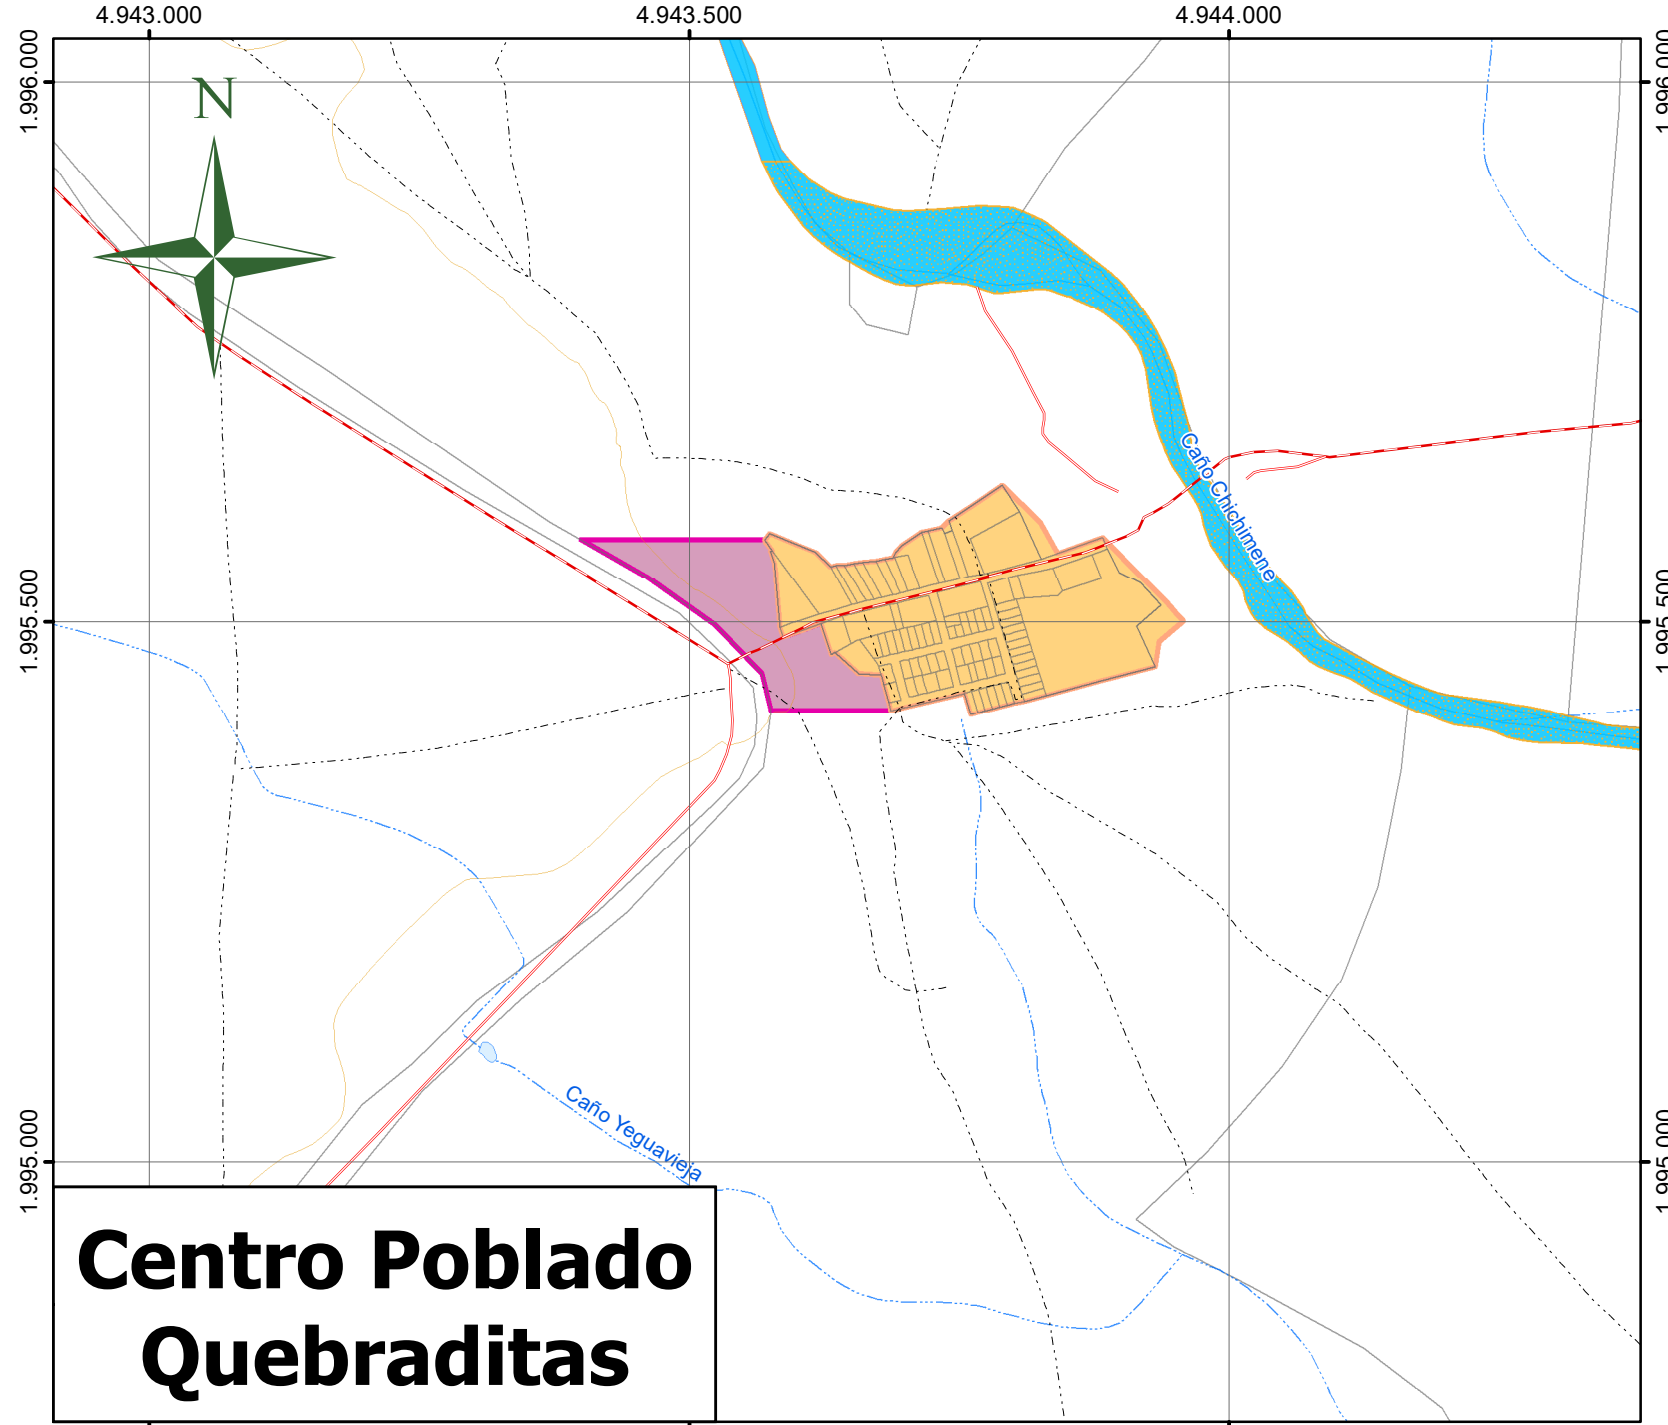 4.943.000
4.943.500
4.944.000
1.996.000
1.996.000
N
Caño Chichimene
1.995.500
1.995.500
Caño Yeguavieja
1.995.000
1.995.000
Centro Poblado
Quebraditas